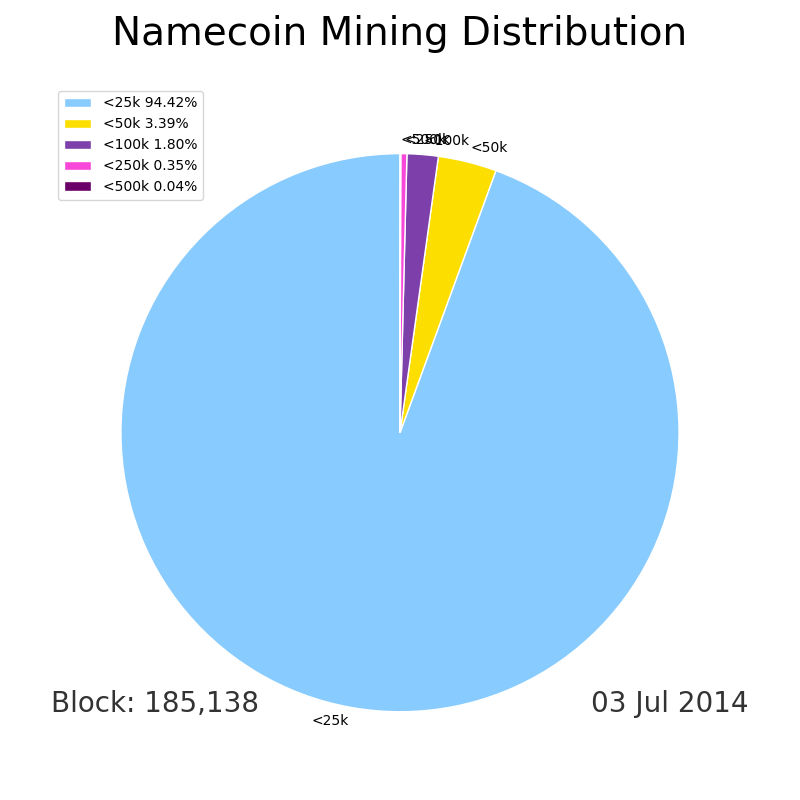 Namecoin Mining Distribution
<25k 94.42%
<50k 3.39%
<100k 1.80%
<250k 0.35%
<500k 0.04%
<50k
<25k
Block: 185,138
03 Jul 2014